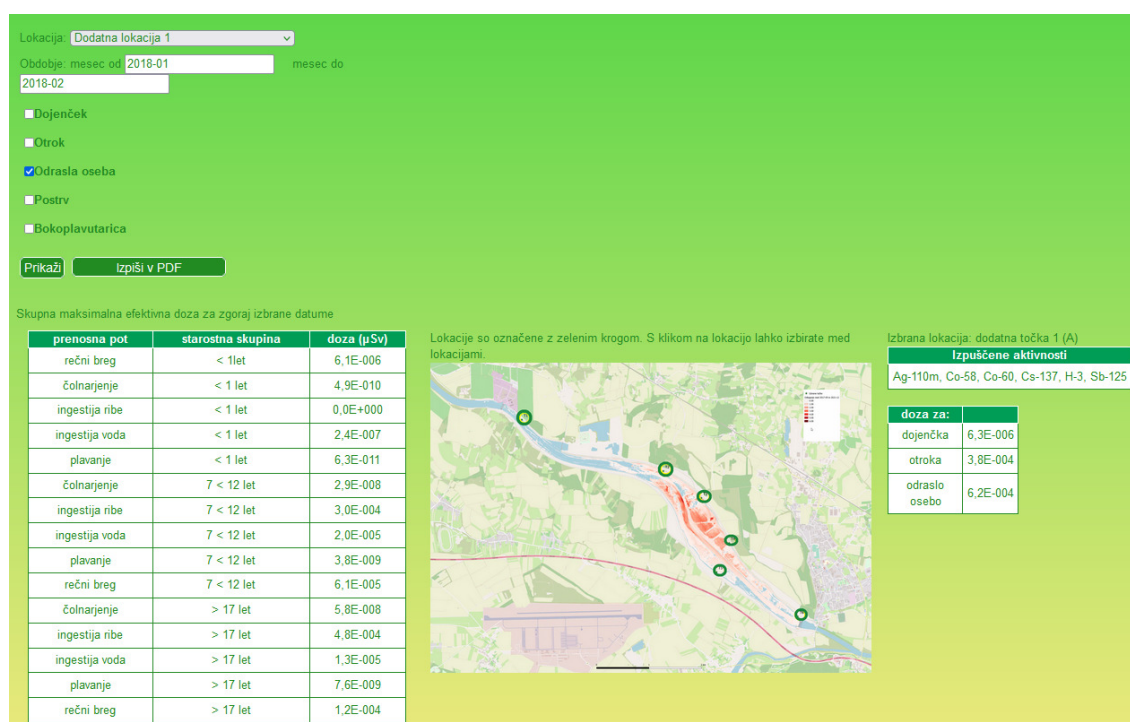 Lokacija: Dodatna lokacija 1
Obdobje: mesec od 2018-01 mesec do
2018-02
Dojenček
Otrok
Odrasla oseba
Postrv
Bokoplavutarica
Prikaži Izpiši v PDF
Skupna maksimalna efektivna doza za zgoraj izbrane datume
prenosna pot starostna skupina doza (µSv)
rečni breg < 1let 6,1E-006
čolnarjenje < 1 let 4,9E-010
ingestija ribe < 1 let 0,0E+000
ingestija voda < 1 let 2,4E-007
plavanje < 1 let 6,3E-011
čolnarjenje 7 < 12 let 2,9E-008
ingestija ribe 7 < 12 let 3,0E-004
ingestija voda 7 < 12 let 2,0E-005
plavanje 7 < 12 let 3,8E-009
rečni breg 7 < 12 let 6,1E-005
čolnarjenje > 17 let 5,8E-008
ingestija ribe > 17 let 4,8E-004
ingestija voda > 17 let 1,3E-005
plavanje > 17 let 7,6E-009
rečni breg > 17 let 1,2E-004
Lokacije so označene z zelenim krogom. S klikom na lokacijo lahko izbirate med
lokacijami.
Izbrana lokacija: dodatna točka 1 (A)
Izpuščene aktivnosti
Ag-110m, Co-58, Co-60, Cs-137, H-3, Sb-125
doza za:
dojenčka 6,3E-006
otroka 3,8E-004
odraslo
osebo 6,2E-004